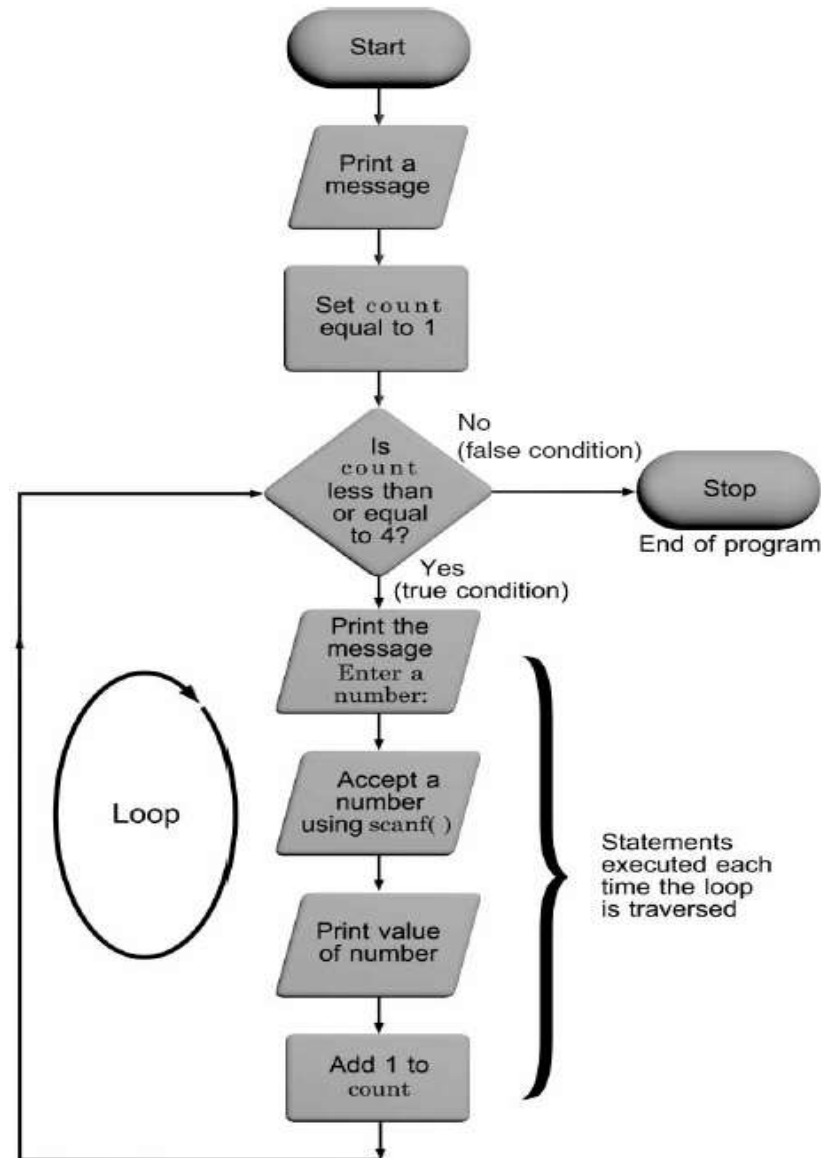 Start
Print a
message
Set count
equal to 1
Is
count
less than
or equal
to 4?
No
(false condition)
Stop
End of program
Yes
(true condition)
Print the
message
Enter a
number:
Accept a
number
using scanf( )
Print value
of number
Add 1 to
count
Loop
Statements
executed each
time the loop
is traversed